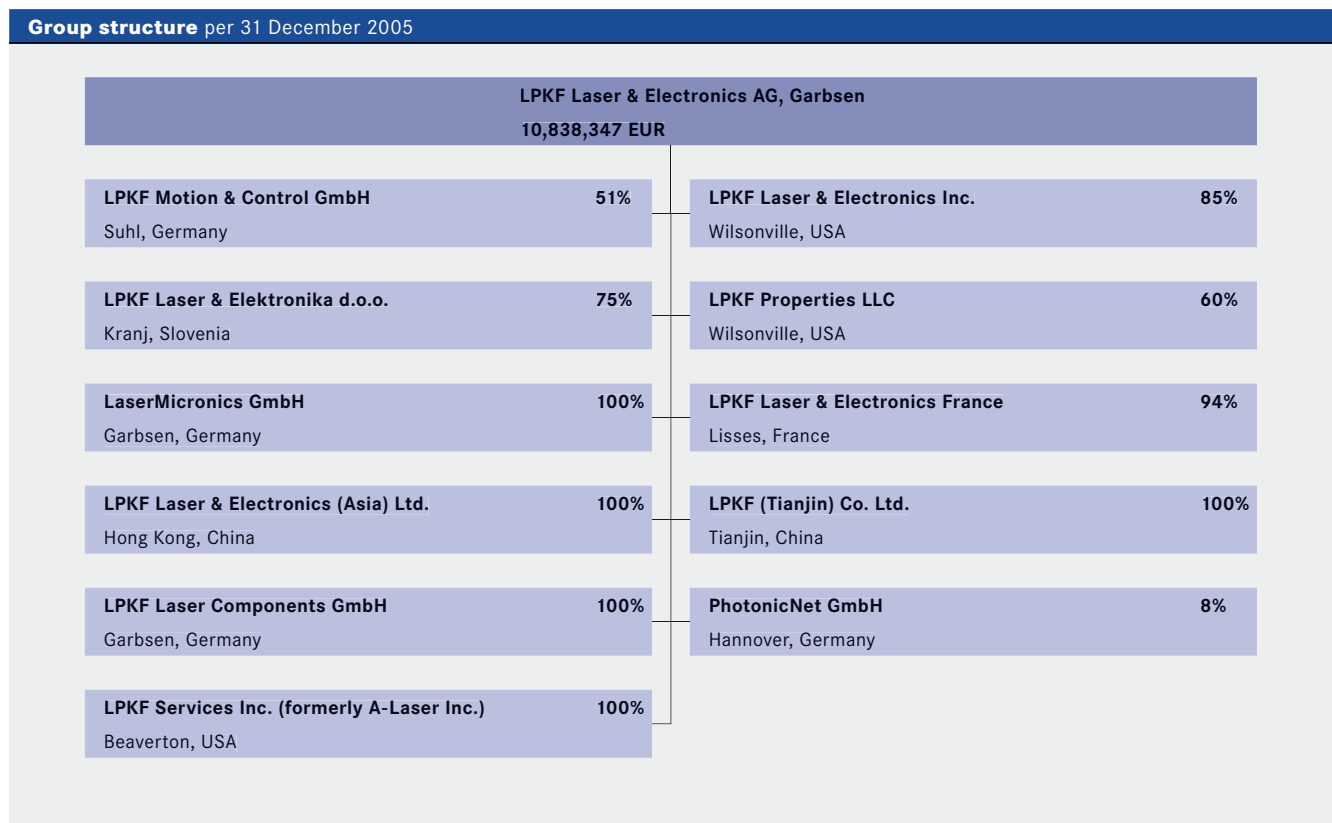 Group structure per 31 December 2005
LPKF Laser & Electronics AG, Garbsen
10,838,347 EUR
LPKF Motion & Control GmbH 51%
Suhl, Germany
LPKF Laser & Electronics Inc. 85%
Wilsonville, USA
LPKF Laser & Elektronika d.o.o. 75%
Kranj, Slovenia
LPKF Properties LLC 60%
Wilsonville, USA
LaserMicronics GmbH 100%
Garbsen, Germany
LPKF Laser & Electronics France 94%
Lisses, France
LPKF Laser & Electronics (Asia) Ltd. 100%
Hong Kong, China
LPKF (Tianjin) Co. Ltd. 100%
Tianjin, China
LPKF Laser Components GmbH 100%
Garbsen, Germany
PhotonicNet GmbH 8%
Hannover, Germany
LPKF Services Inc. (formerly A-Laser Inc.) 100%
Beaverton, USA